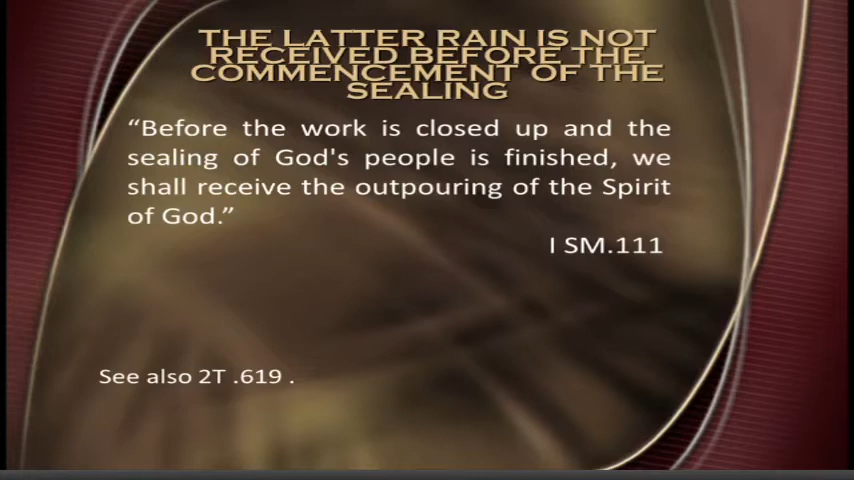 THE LATTER RAIN IS NOT
RECEIVED BEFORE THE
COMMENCEMENT OF THE
SEALING
“Before the work is closed up and the
sealing of God's people is finished, we
shall receive the outpouring of the Spirit
of God.”
I SM.111
See also 2T .619 .